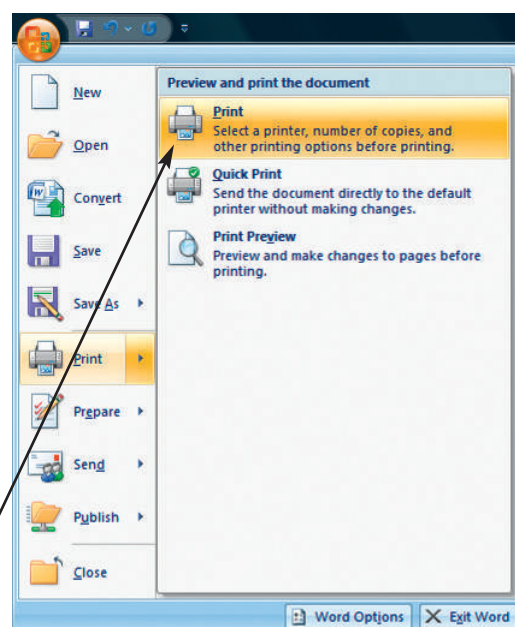 New
Open
Convert
Save
Save As
Print
Prepare
Send
Publish
Close
Preview and print the document
Print
Select a printer, number of copies, and
other printing options before printing.
Quick Print
Send the document directly to the default
printer without making changes.
Print Preview
Preview and make changes to pages before
printing.
Word Options
Exit Word